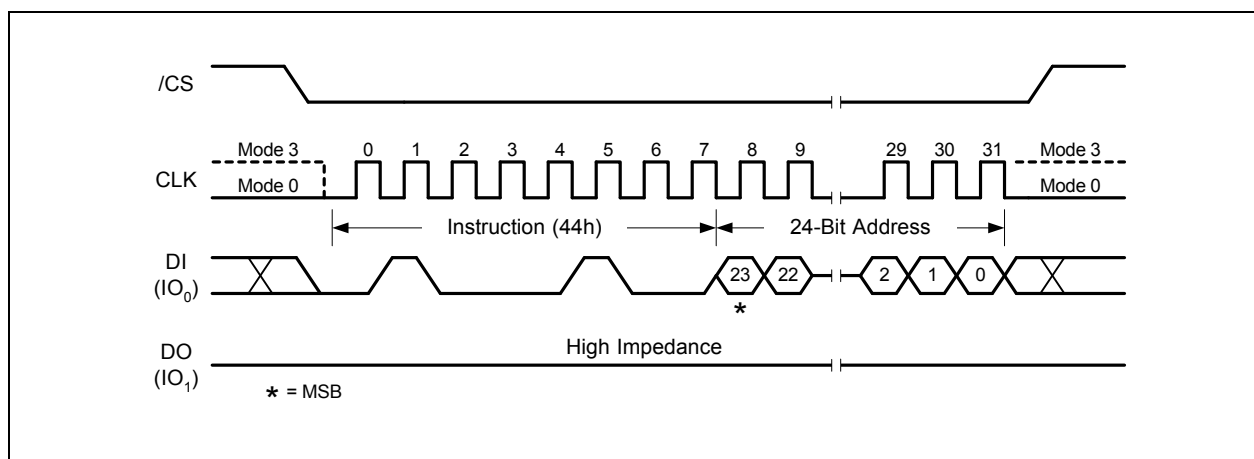 /CS
Mode 3 0 1 2 3 4 5 6 7 8 9 29 30 31 Mode 3
CLK
Mode 0 Mode 0
Instruction (44h) 24-Bit Address
DI
(IO0) 23 22 2 1 0
*
High Impedance
DO
(IO1)
* = MSB